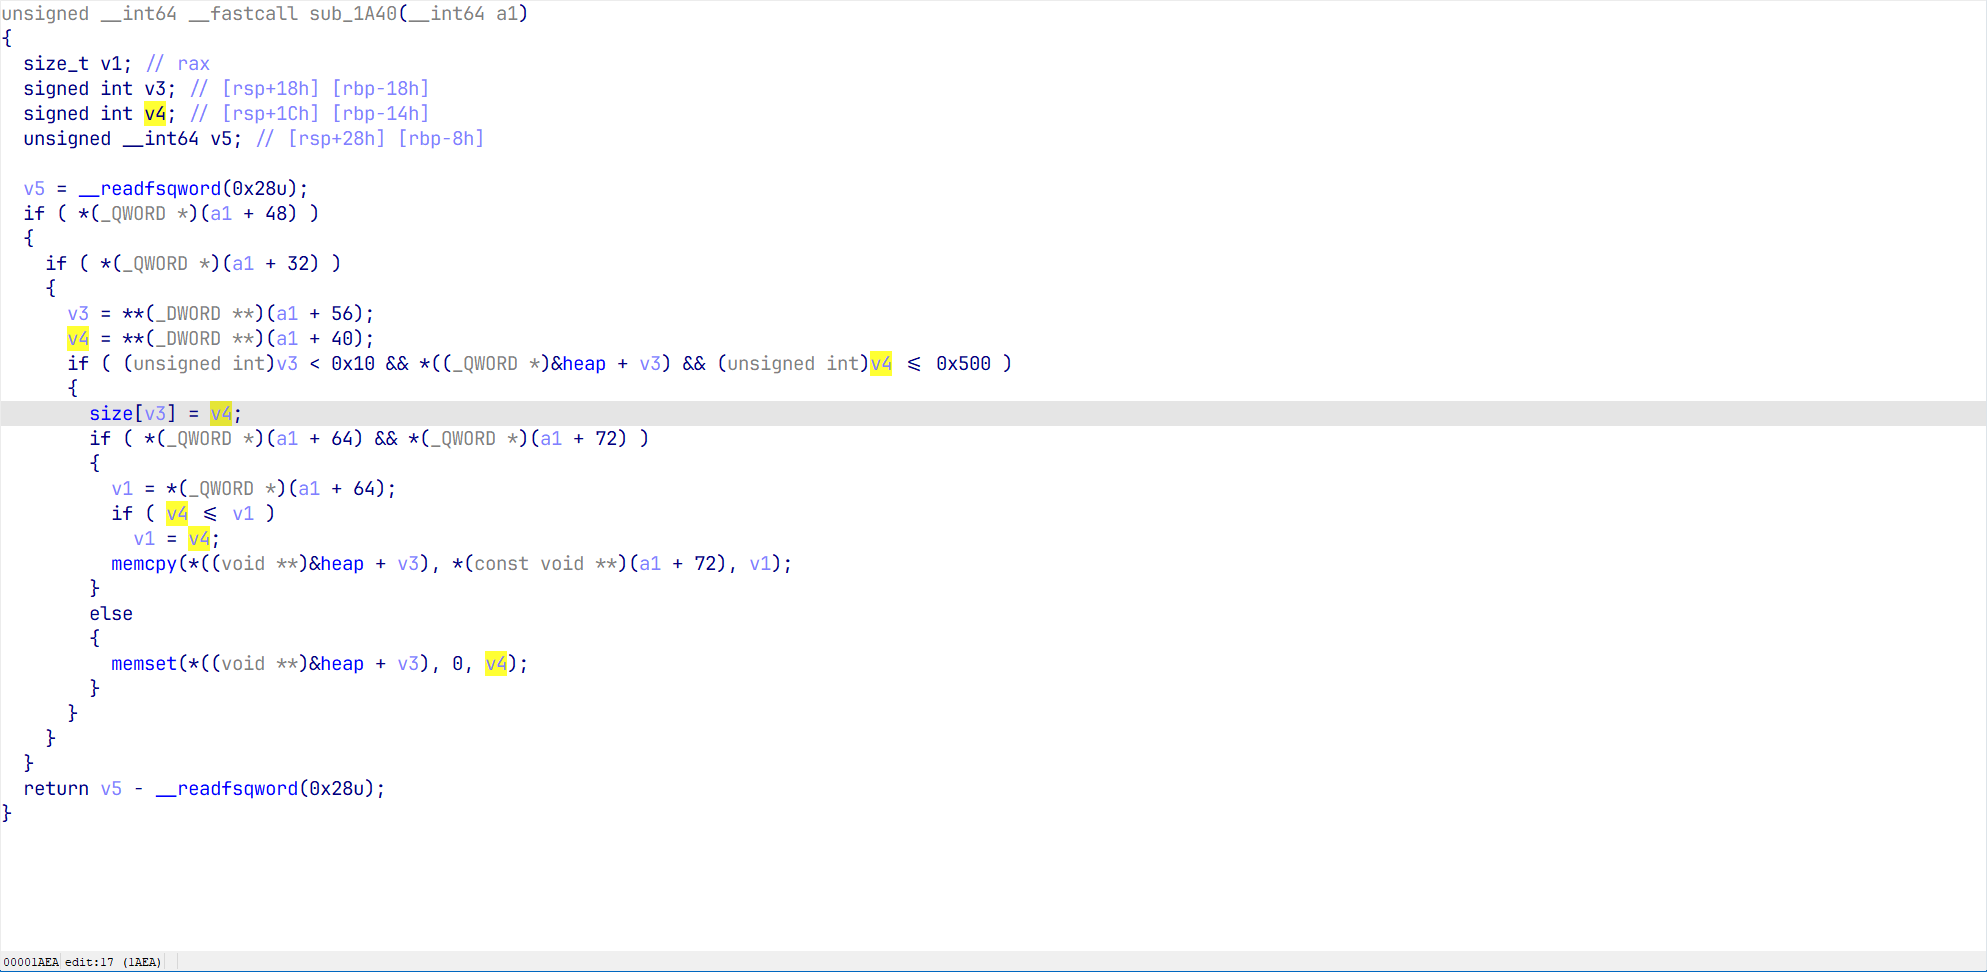 unsigned __int64 __fastcall sub_1A40(__int64 a1)
{
  size_t v1; // rax
  signed int v3; // [rsp+18h] [rbp-18h]
  signed int v4; // [rsp+1Ch] [rbp-14h]
  unsigned __int64 v5; // [rsp+28h] [rbp-8h]

  v5 = __readfsqword(0x28u);
  if ( *(_QWORD *)(a1 + 48) )
  {
    if ( *(_QWORD *)(a1 + 32) )
    {
      v3 = **(_DWORD **)(a1 + 56);
      v4 = **(_DWORD **)(a1 + 40);
      if ( (unsigned int)v3 < 0x10 && *((_QWORD *)&heap + v3) && (unsigned int)v4 <= 0x500 )
      {
        size[v3] = v4;
        if ( *(_QWORD *)(a1 + 64) && *(_QWORD *)(a1 + 72) )
        {
          v1 = *(_QWORD *)(a1 + 64);
          if ( v4 <= v1 )
            v1 = v4;
          memcpy(*((void **)&heap + v3), *(const void **)(a1 + 72), v1);
        }
        else
        {
          memset(*((void **)&heap + v3), 0, v4);
        }
      }
    }
  }
  return v5 - __readfsqword(0x28u);
}
00001AEA edit:17 (1AEA)